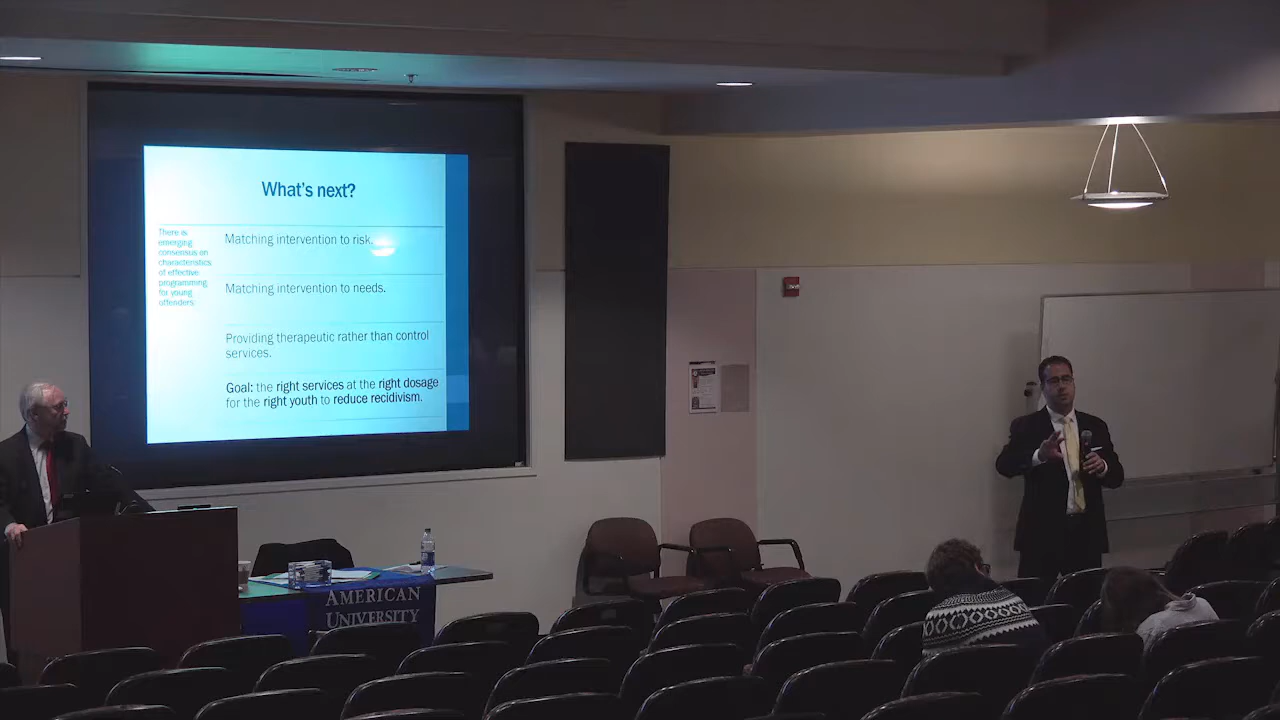 What's next?
There is
emerging
consensus on
characteristics
of effective
programming
for young
offenders:
Matching intervention to risk.
Matching intervention to needs.
Providing therapeutic rather than control
services.
Goal: the right services at the right dosage
for the right youth to reduce recidivism.
AMERICAN
UNIVERSITY